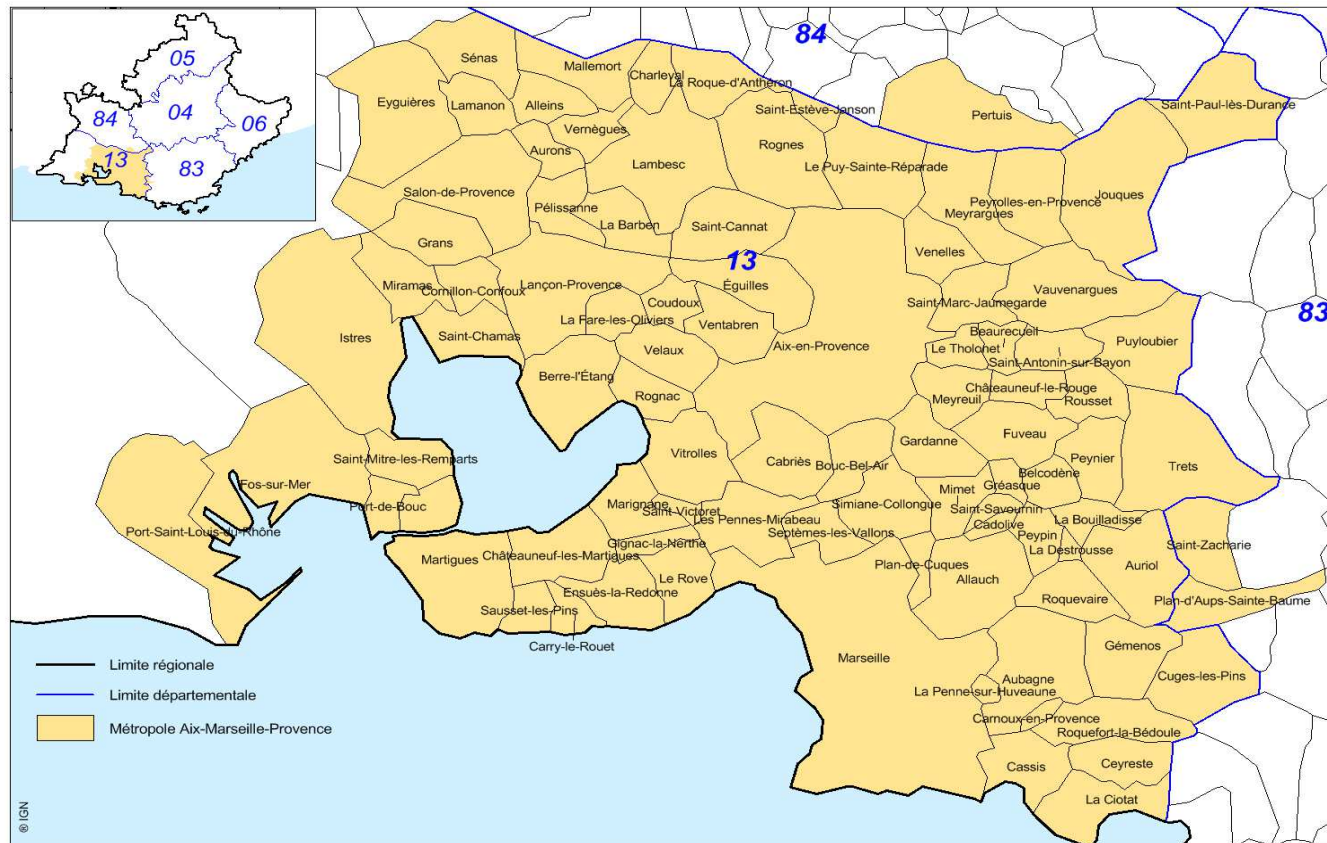 05
04
84
06
13
83
84
Sénas
Mallemort
Charleval
La Roque-d'Anthéron
Eyguières
Lamanon
Alleins
Saint-Estève-Janson
Pertuis
Saint-Paul-lès-Durance
Vernègues
Aurons
Lambesc
Rognes
Le Puy-Sainte-Réparade
Salon-de-Provence
Pélissanne
La Barben
Saint-Cannat
Peyrolles-en-Provence
Meyrargues
Jouques
Grans
Venelles
13
Miramas
Cornillon-Confoux
Lançon-Provence
Éguilles
Vauvenargues
Coudoux
Saint-Marc-Jaumegarde
83
La Fare-les-Oliviers
Ventabren
Istres
Saint-Chamas
Beaurecueil
Puyloubier
Velaux
Aix-en-Provence
Le Tholonet
Saint-Antonin-sur-Bayon
Berre-l'Étang
Châteauneuf-le-Rouge
Rognac
Meyreuil
Rousset
Gardanne
Fuveau
Saint-Mitre-les-Remparts
Vitrolles
Cabriès
Bouc-Bel-Air
Peynier
Trets
Belcodène
Fos-sur-Mer
Gréasque
Mimet
Port-de-Bouc
Marignane
Saint-Victoret
Simiane-Collongue
Saint-Savournin
Les Pennes-Mirabeau
La Bouilladisse
Cadolive
Port-Saint-Louis-du-Rhône
Septèmes-les-Vallons
Peypin
Gignac-la-Nerthe
Saint-Zacharie
La Destrousse
Martigues
Châteauneuf-les-Martigues
Plan-de-Cuques
Auriol
Le Rove
Allauch
Ensuès-la-Redonne
Roquevaire
Plan-d'Aups-Sainte-Baume
Sausset-les-Pins
Carry-le-Rouet
Gémenos
Marseille
Cuges-les-Pins
Aubagne
La Penne-sur-Huveaune
Carnoux-en-Provence
Roquefort-la-Bédoule
Cassis
Ceyreste
La Ciotat
Limite régionale
Limite départementale
Métropole Aix-Marseille-Provence
® IGN